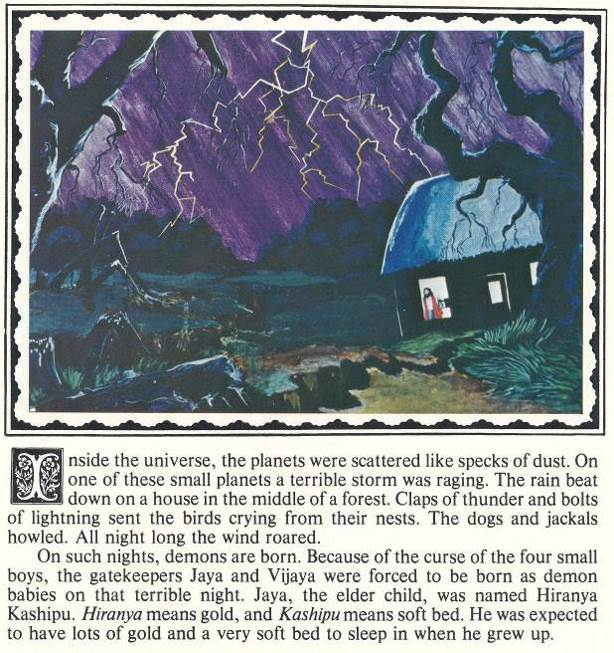 Inside the universe, the planets were scattered like specks of dust. On
one of these small planets a terrible storm was raging. The rain beat
down on a house in the middle of a forest. Claps of thunder and bolts
of lightning sent the birds crying from their nests. The dogs and jackals
howled. All night long the wind roared.
On such nights, demons are born. Because of the curse of the four small
boys, the gatekeepers Jaya and Vijaya were forced to be born as demon
babies on that terrible night. Jaya, the elder child, was named Hiranya
Kashipu. Hiranya means gold, and Kashipu means soft bed. He was expected
to have lots of gold and a very soft bed to sleep in when he grew up.